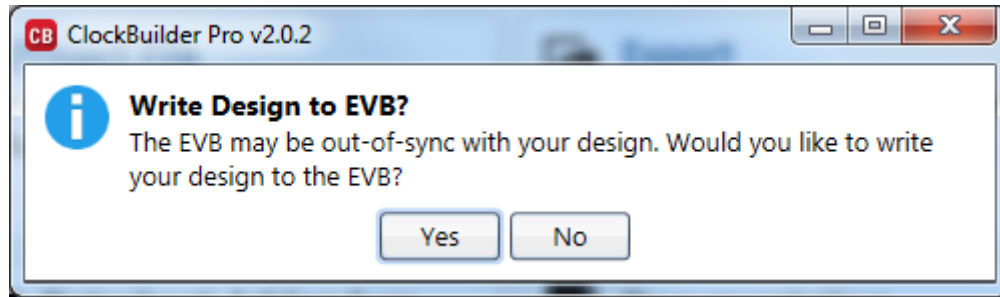 CB ClockBuilder Pro v2.0.2
Export
Write Design to EVB?
The EVB may be out-of-sync with your design. Would you like to write
your design to the EVB?
Yes No